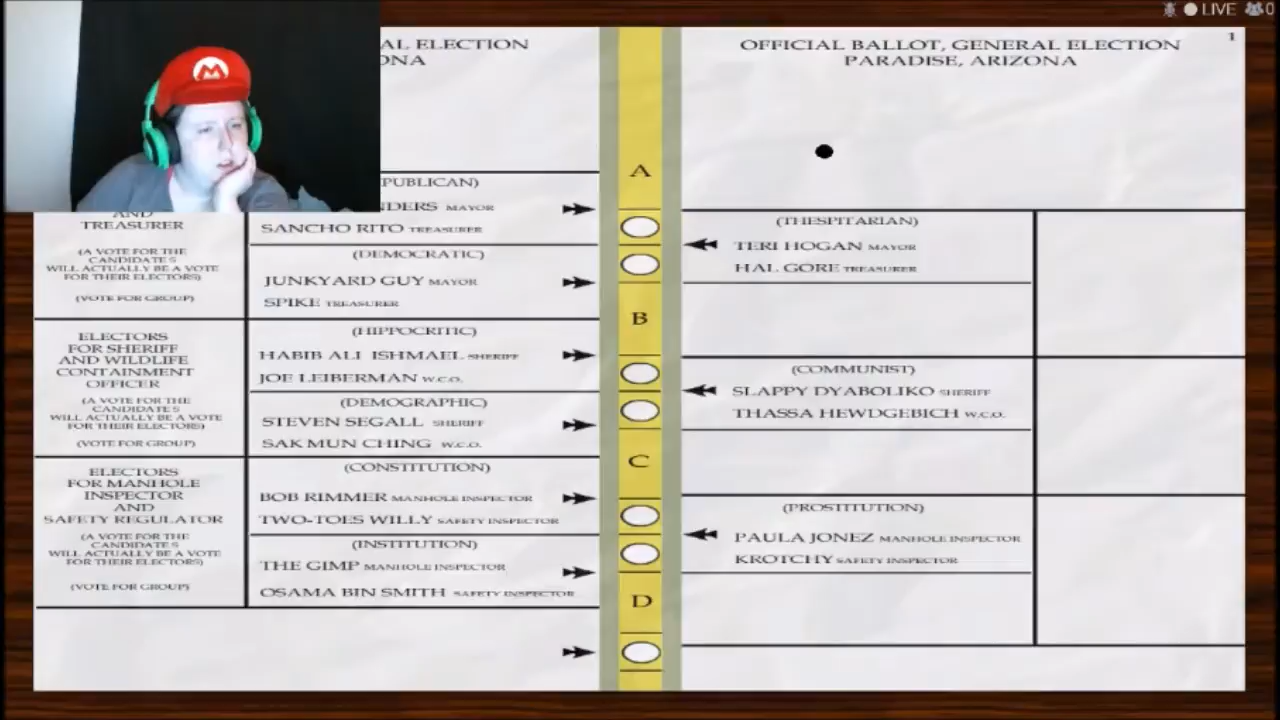 LIVE 0
AL ELECTION
ONA
PUBLICAN)
NDERS MAYOR
SANCHO RITO TREASURER
(DEMOCRATIC)
JUNKYARD GUY MAYOR
SPIKE TREASURER
(HIPPOCRITIC)
HABIB ALI ISHMAEL SHERIFF
JOE LEIBERMAN W.C.O.
(DEMOGRAPHIC)
STEVEN SEGALL SHERIFF
SAK MUN CHING W.C.O.
(CONSTITUTION)
BOB RIMMER MANHOLE INSPECTOR
TWO-TOES WILLY SAFETY INSPECTOR
(INSTITUTION)
THE GIMP MANHOLE INSPECTOR
OSAMA BIN SMITH SAFETY INSPECTOR
AND
TREASURER
(A VOTE FOR THE
CANDIDATE S
WILL ACTUALLY BE A VOTE
FOR THEIR ELECTORS)
(VOTE FOR GROUP)
ELECTORS
FOR SHERIFF
AND WILDLIFE
CONTAINMENT
OFFICER
(A VOTE FOR THE
CANDIDATE S
WILL ACTUALLY BE A VOTE
FOR THEIR ELECTORS)
(VOTE FOR GROUP)
ELECTORS
FOR MANHOLE
INSPECTOR
AND
SAFETY REGULATOR
(A VOTE FOR THE
CANDIDATE S
WILL ACTUALLY BE A VOTE
FOR THEIR ELECTORS)
(VOTE FOR GROUP)
A
B
C
D
1
OFFICIAL BALLOT, GENERAL ELECTION
PARADISE, ARIZONA
(THESPITARIAN)
TERI HOGAN MAYOR
HAL GORE TREASURER
(COMMUNIST)
SLAPPY DYABOLIKO SHERIFF
THASSA HEWDGEBICH W.C.O.
(PROSTITUTION)
PAULA JONEZ MANHOLE INSPECTOR
KROTCHY SAFETY INSPECTOR
M